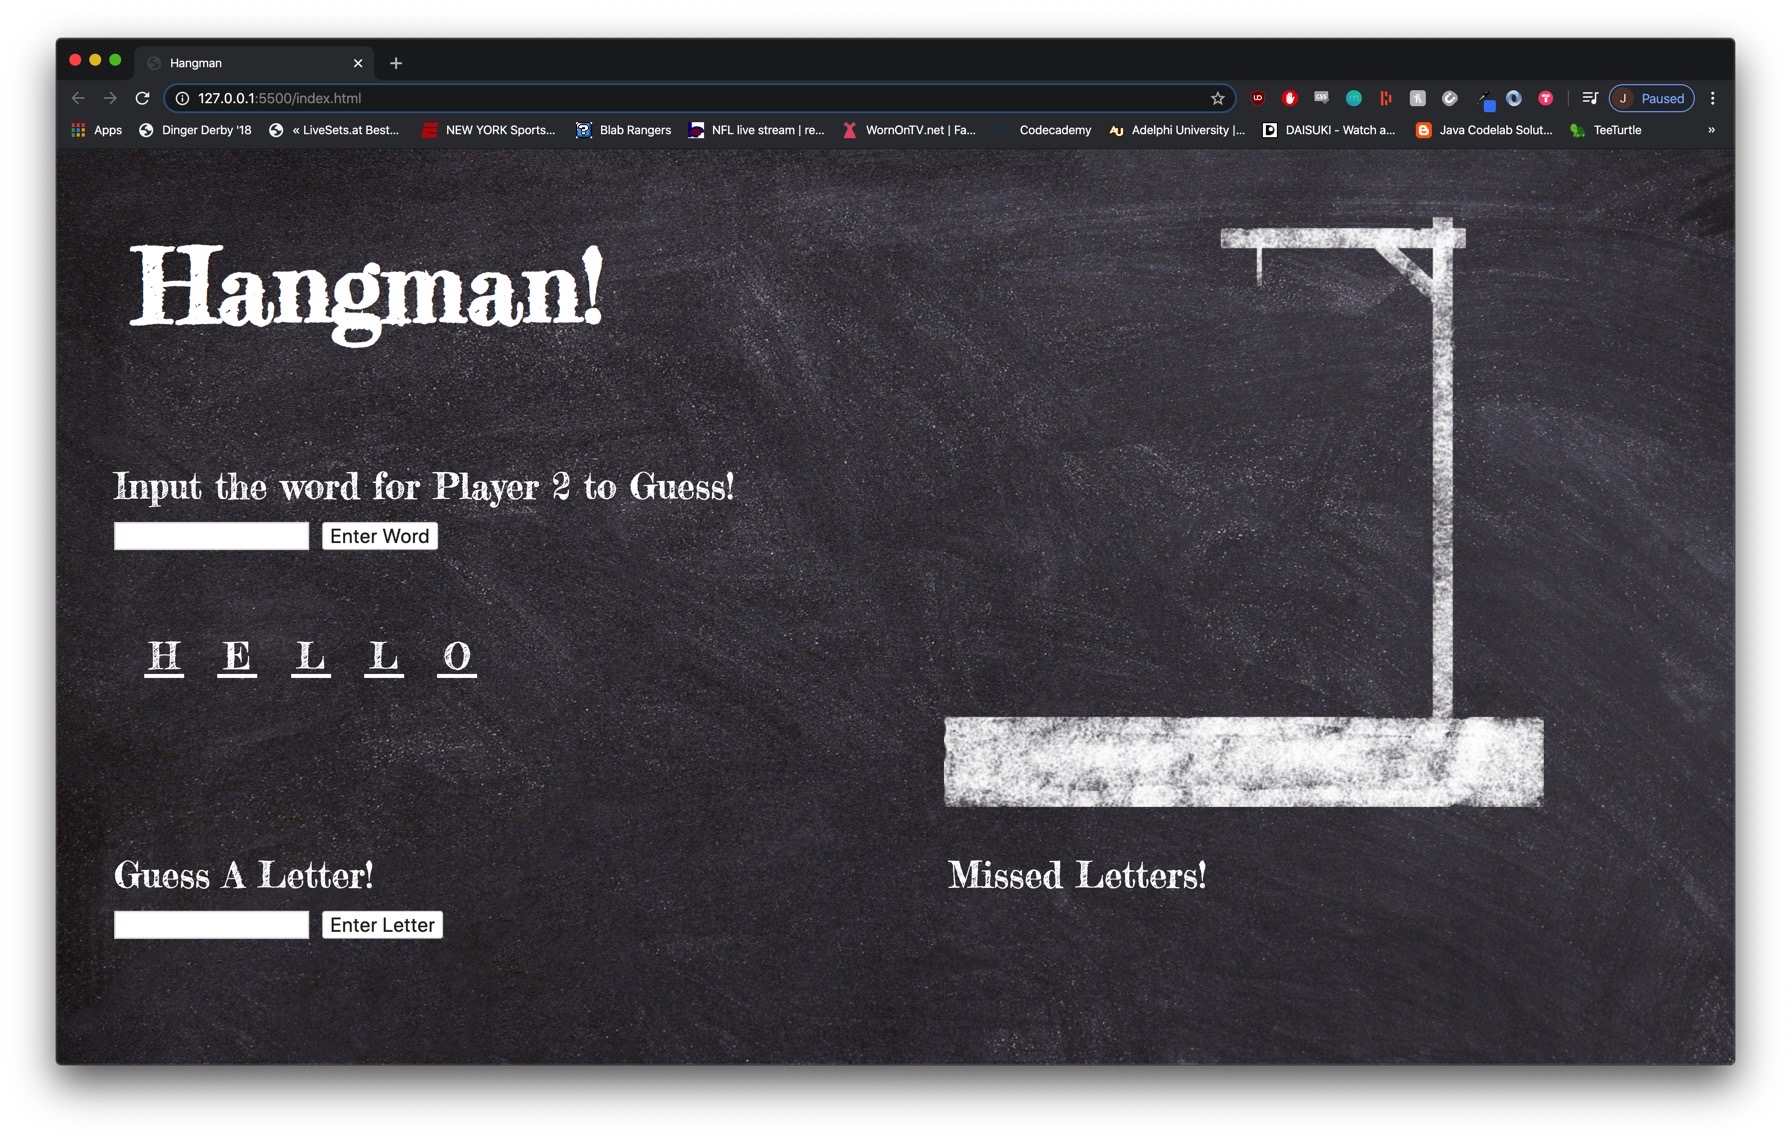 Hangman
127.0.0.1:5500/index.html
J Paused
Apps Dinger Derby '18 « LiveSets.at Best... NEW YORK Sports... Blab Rangers NFL live stream | re... WornOnTV.net | Fa... Codecademy Adelphi University |... DAISUKI - Watch a... Java Codelab Solut... TeeTurtle »
Hangman!
Input the word for Player 2 to Guess!
Enter Word
H E L L O
Guess A Letter!
Enter Letter
Missed Letters!